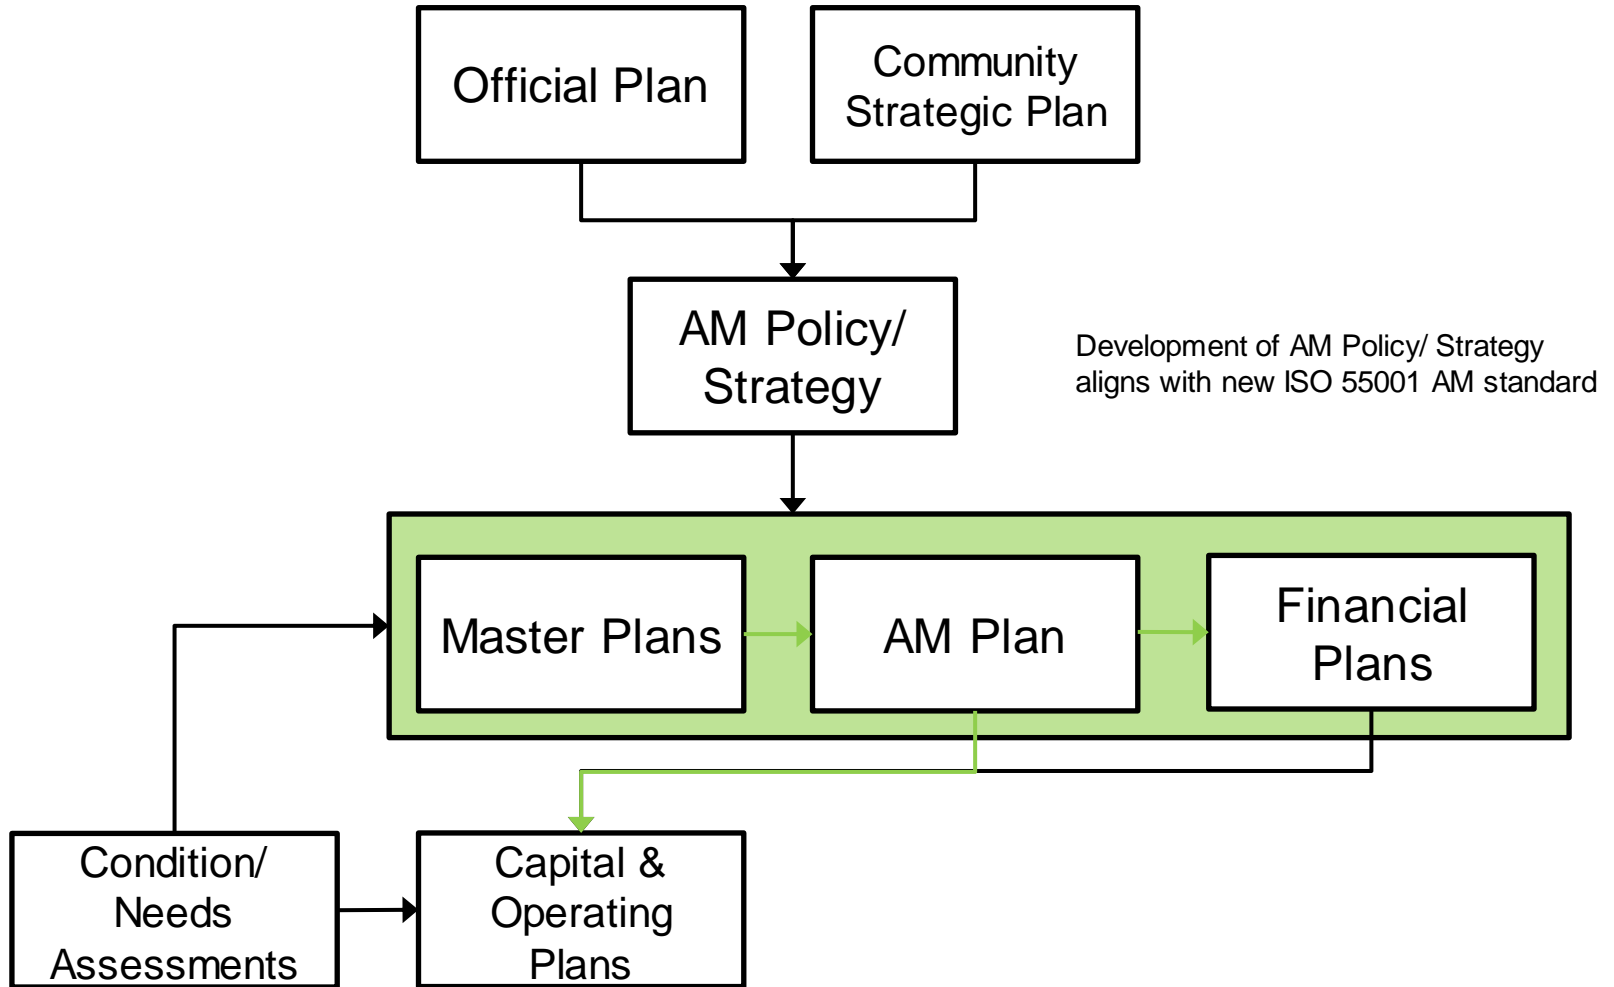 Official Plan
Community
Strategic Plan
AM Policy/
Strategy
Development of AM Policy/ Strategy
aligns with new ISO 55001 AM standard
Master Plans
AM Plan
Financial
Plans
Condition/
Needs
Assessments
Capital &
Operating
Plans